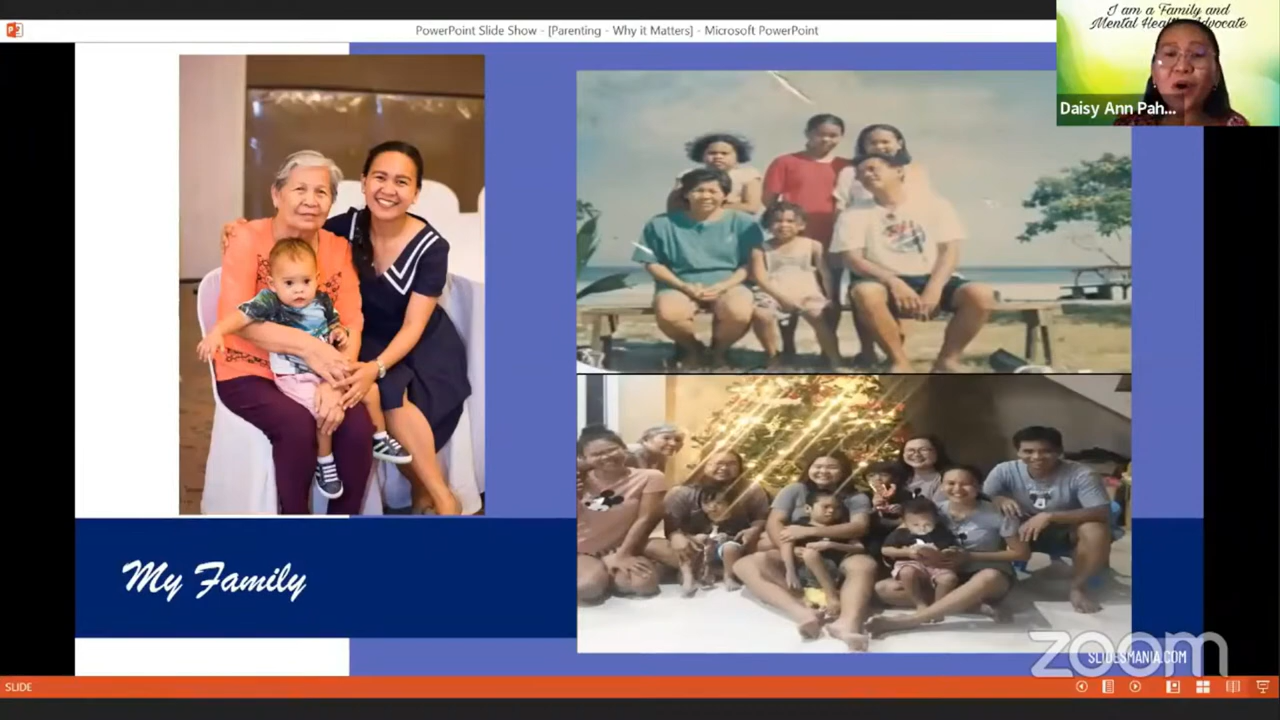 PowerPoint Slide Show - [Parenting - Why it Matters] - Microsoft PowerPoint
I am a Family and
Mental Health Advocate
Daisy Ann Pah...
My Family
zoom
SLIDESMANIA.COM
SLIDE